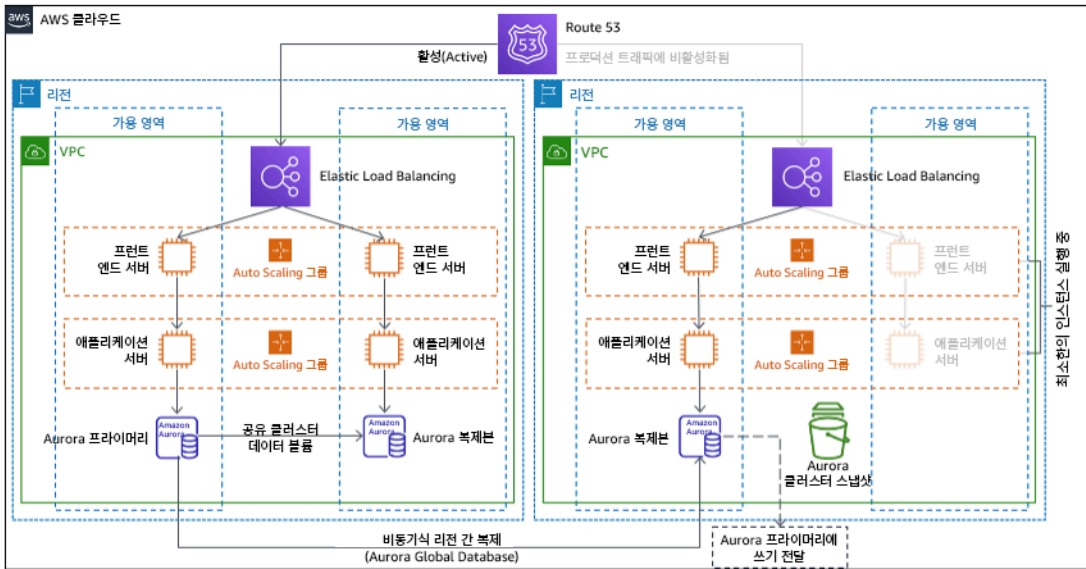 aws
AWS 클라우드
53
Route 53
활성(Active)
프로덕션 트래픽에 비활성화됨
리전
가용 영역
가용 영역
VPC
Elastic Load Balancing
프런트
엔드 서버
Auto Scaling 그룹
프런트
엔드 서버
애플리케이션
서버
Auto Scaling 그룹
애플리케이션
서버
Aurora 프라이머리
Amazon
Aurora
공유 클러스터
데이터 볼륨
Amazon
Aurora
Aurora 복제본
비동기식 리전 간 복제
(Aurora Global Database)
리전
가용 영역
가용 영역
VPC
Elastic Load Balancing
프런트
엔드 서버
Auto Scaling 그룹
프런트
엔드 서버
애플리케이션
서버
Auto Scaling 그룹
애플리케이션
서버
최소한의 인스턴스 실행 중
Aurora 복제본
Amazon
Aurora
Aurora
클러스터 스냅샷
Aurora 프라이머리에
쓰기 전달